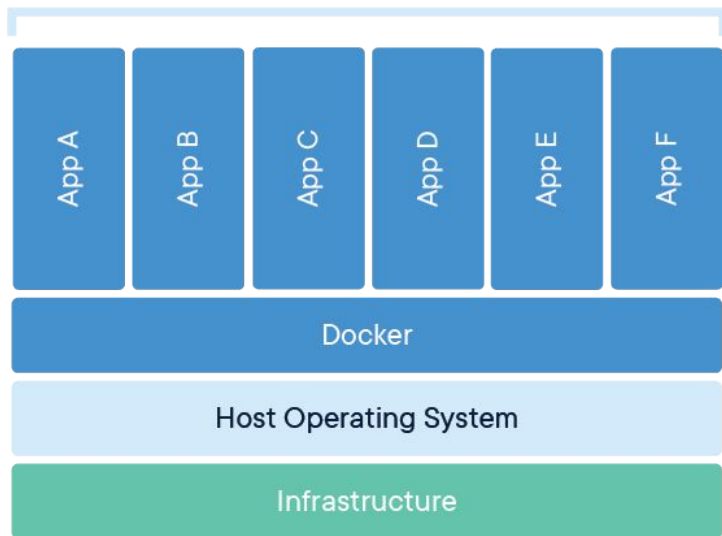 App A
App B
App C
App D
App E
App F
Docker
Host Operating System
Infrastructure